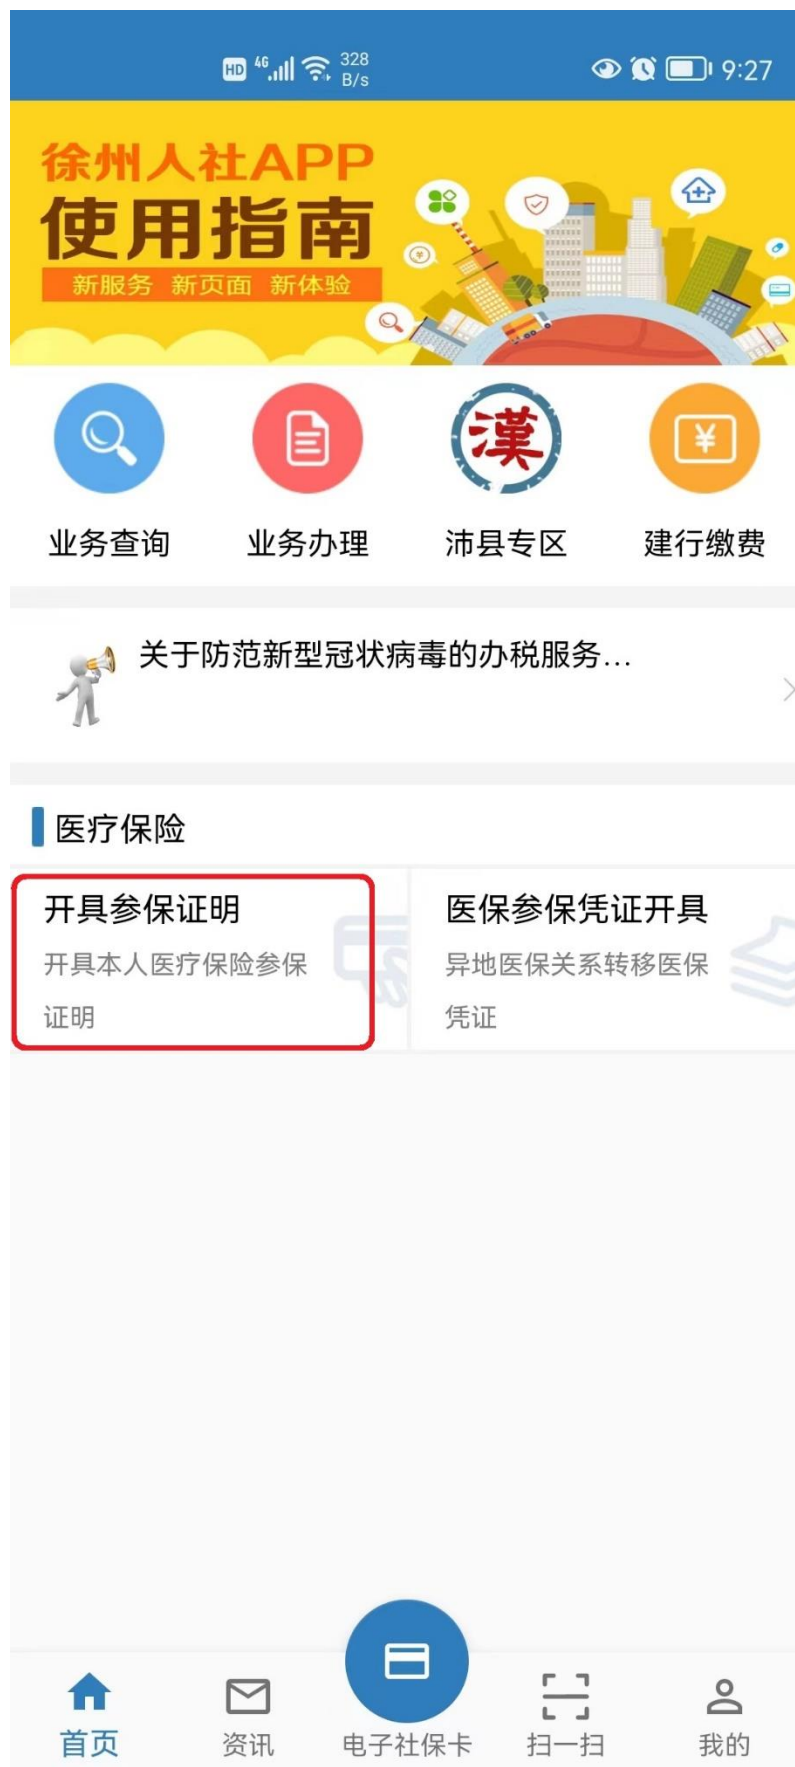 HD 4G 328 B/s 9:27
徐州人社APP
使用指南
新服务 新页面 新体验
漢
业务查询 业务办理 沛县专区 建行缴费
关于防范新型冠状病毒的办税服务...
医疗保险
开具参保证明
开具本人医疗保险参保
证明
医保参保凭证开具
异地医保关系转移医保
凭证
首页 资讯 电子社保卡 扫一扫 我的